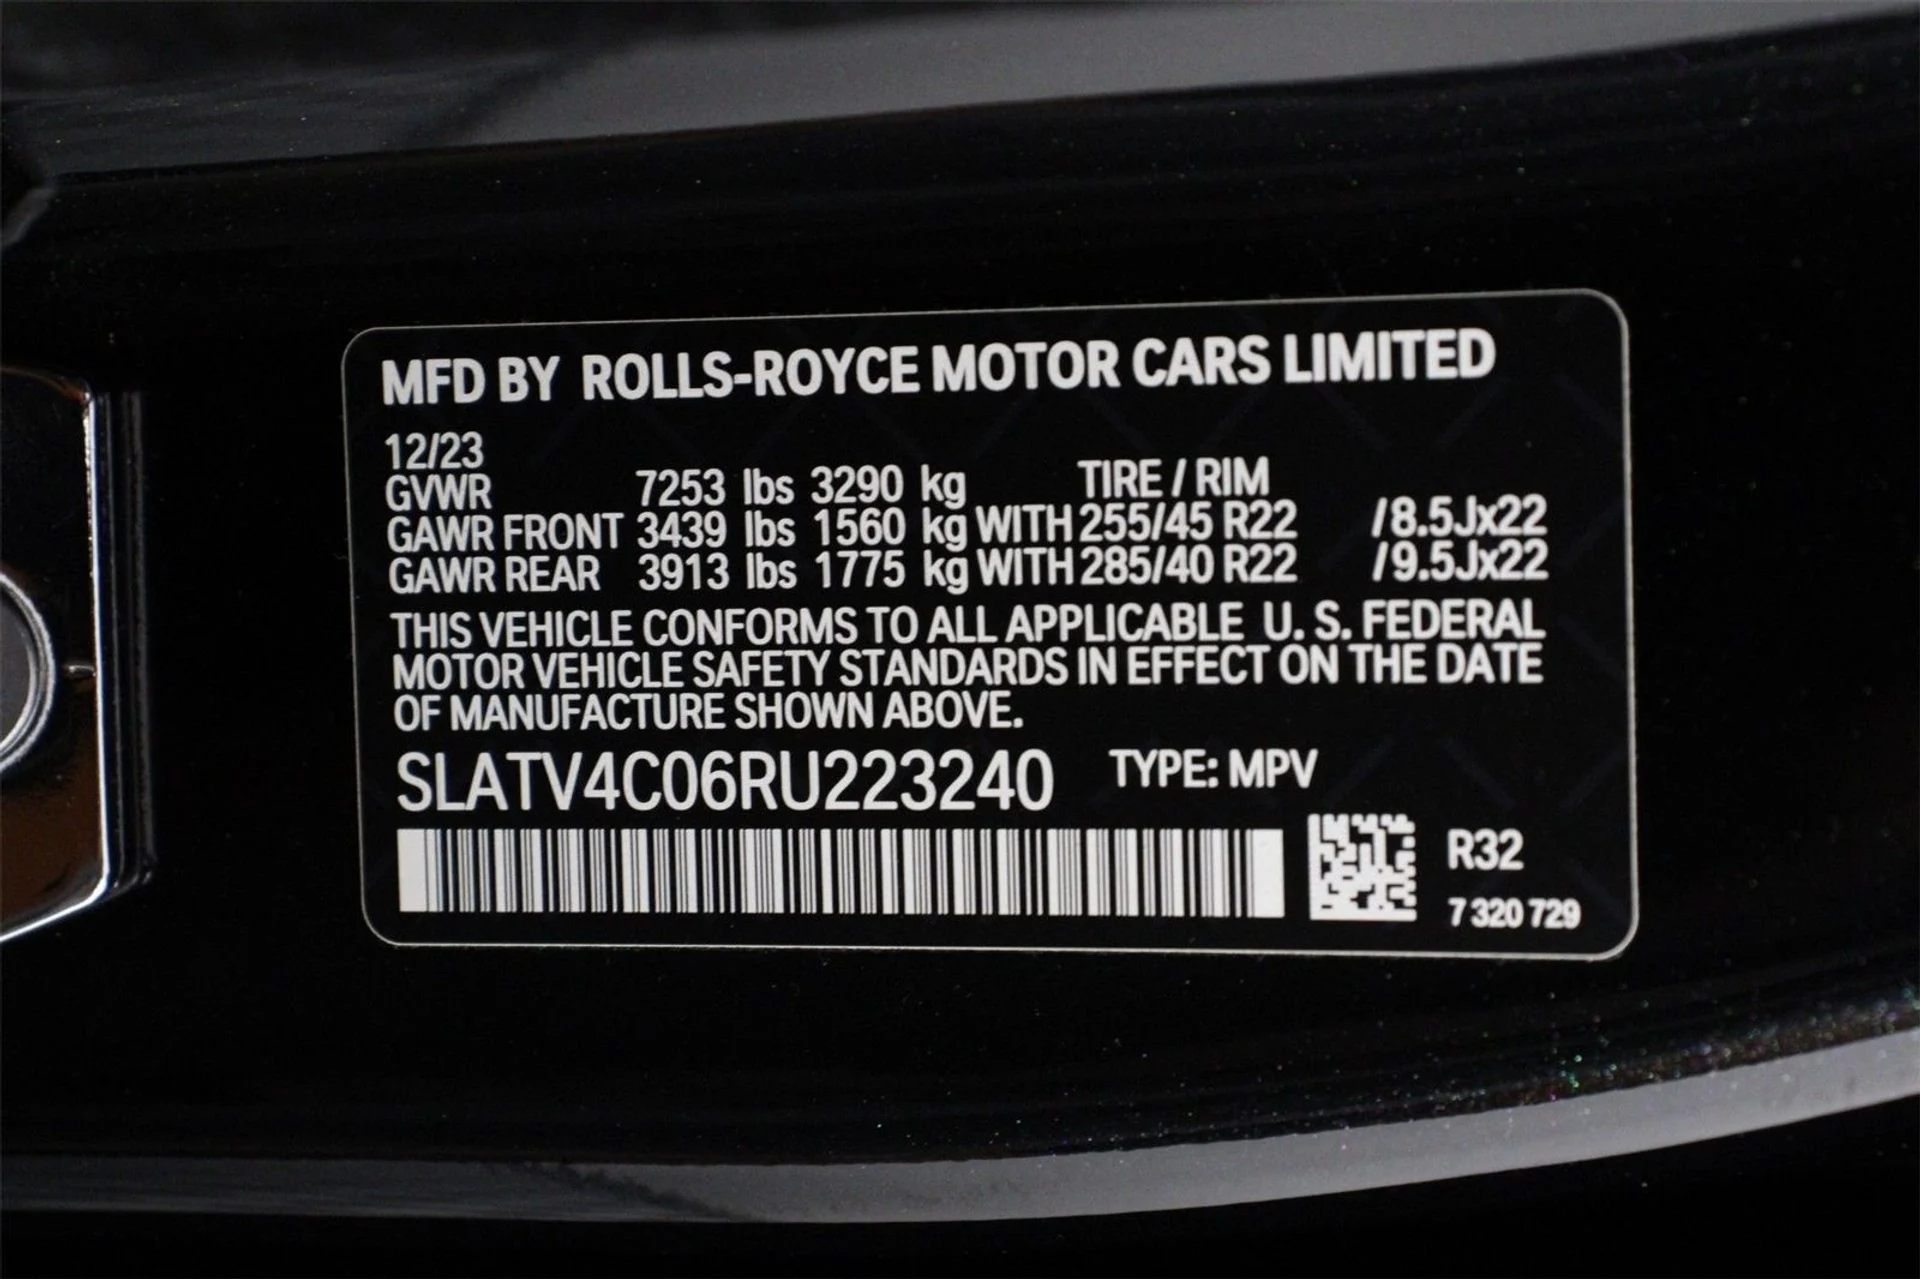 MFD BY ROLLS-ROYCE MOTOR CARS LIMITED
12/23
GVWR 7253 lbs 3290 kg TIRE / RIM
GAWR FRONT 3439 lbs 1560 kg WITH 255/45 R22 /8.5Jx22
GAWR REAR 3913 lbs 1775 kg WITH 285/40 R22 /9.5Jx22
THIS VEHICLE CONFORMS TO ALL APPLICABLE U. S. FEDERAL
MOTOR VEHICLE SAFETY STANDARDS IN EFFECT ON THE DATE
OF MANUFACTURE SHOWN ABOVE.
SLATV4C06RU223240 TYPE: MPV
R32
7 320 729